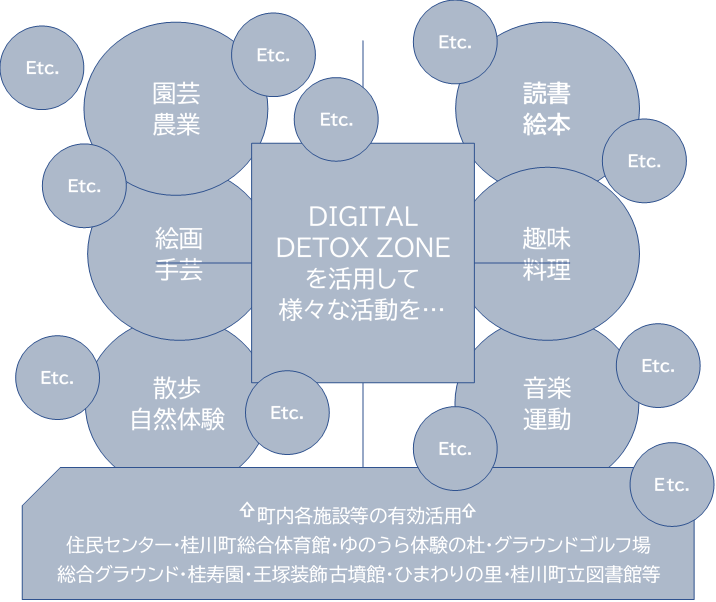 Etc.
園芸
農業
Etc.
Etc.
Etc.
読書
絵本
Etc.
Etc.
絵画
手芸
DIGITAL
DETOX ZONE
を活用して
様々な活動を…
趣味
料理
Etc.
散歩
自然体験
Etc.
音楽
運動
Etc.
Etc.
Etc.
⇧町内各施設等の有効活用⇧
住民センター・桂川町総合体育館・ゆのうら体験の杜・グラウンドゴルフ場
総合グラウンド・桂寿園・王塚装飾古墳館・ひまわりの里・桂川町立図書館等